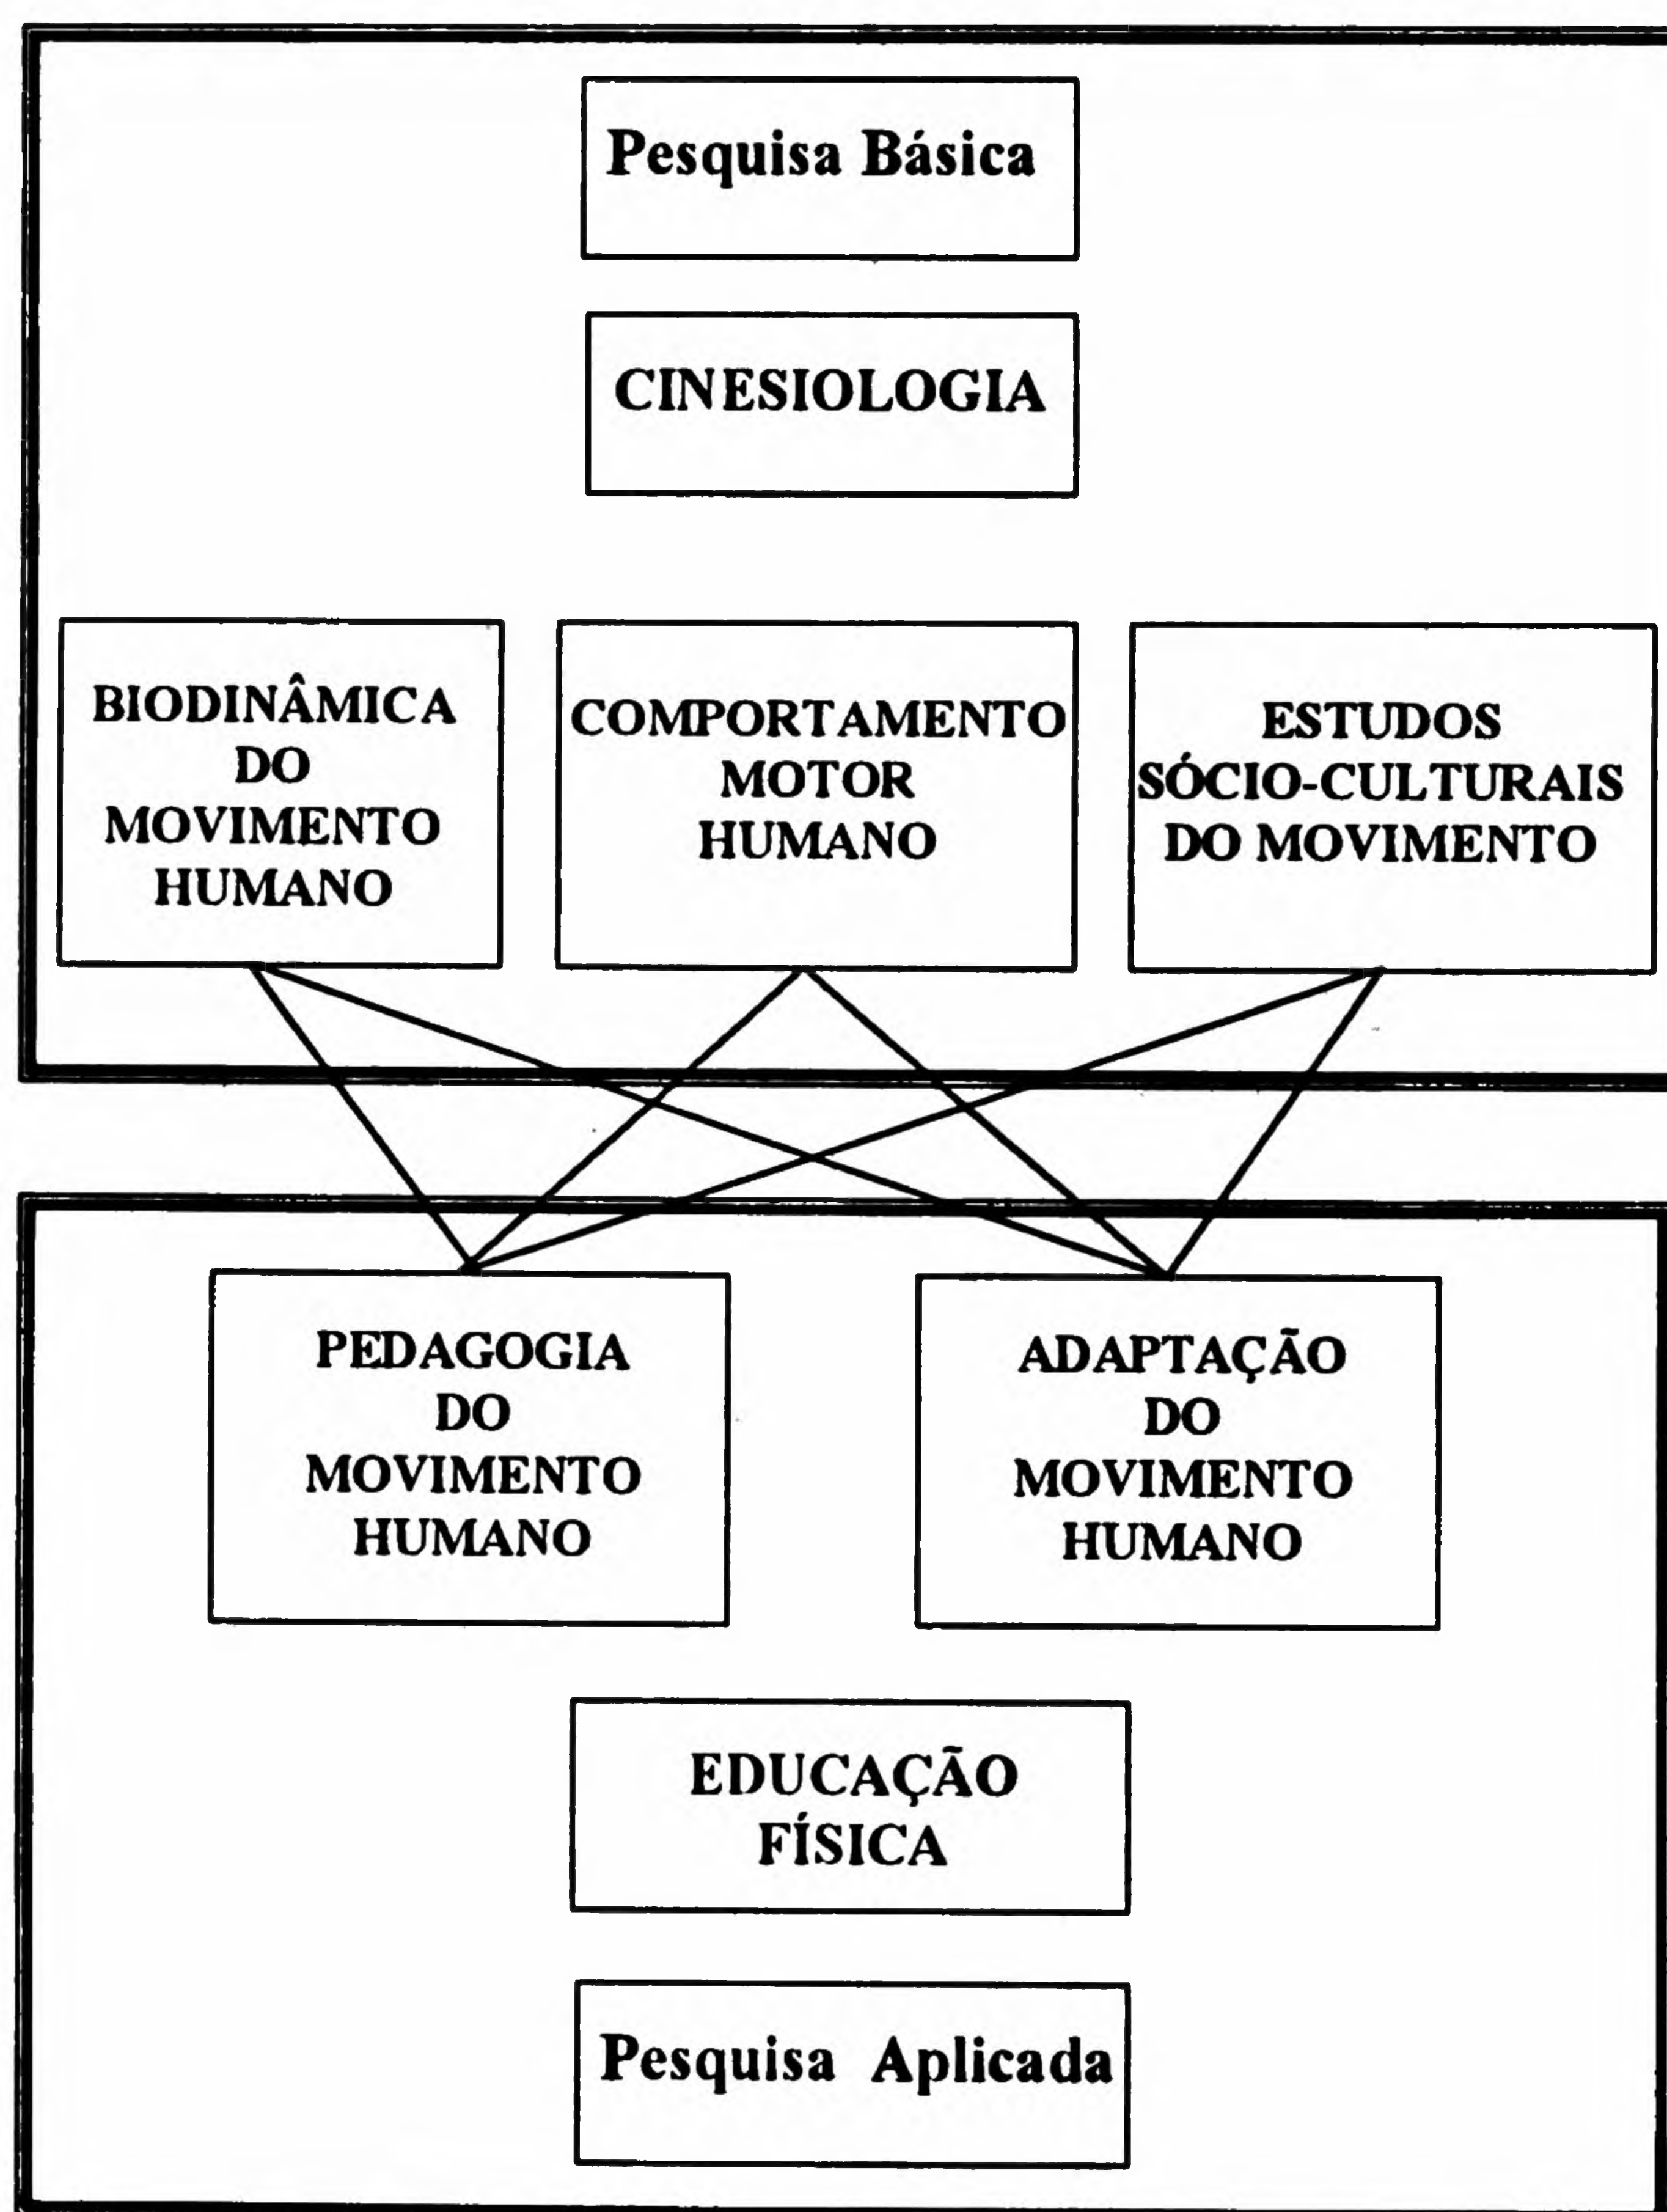 Pesquisa Básica
CINESIOLOGIA
BIODINÂMICA
DO
MOVIMENTO
HUMANO
COMPORTAMENTO
MOTOR
HUMANO
ESTUDOS
SÓCIO-CULTURAIS
DO MOVIMENTO
PEDAGOGIA
DO
MOVIMENTO
HUMANO
ADAPTAÇÃO
DO
MOVIMENTO
HUMANO
EDUCAÇÃO
FÍSICA
Pesquisa Aplicada